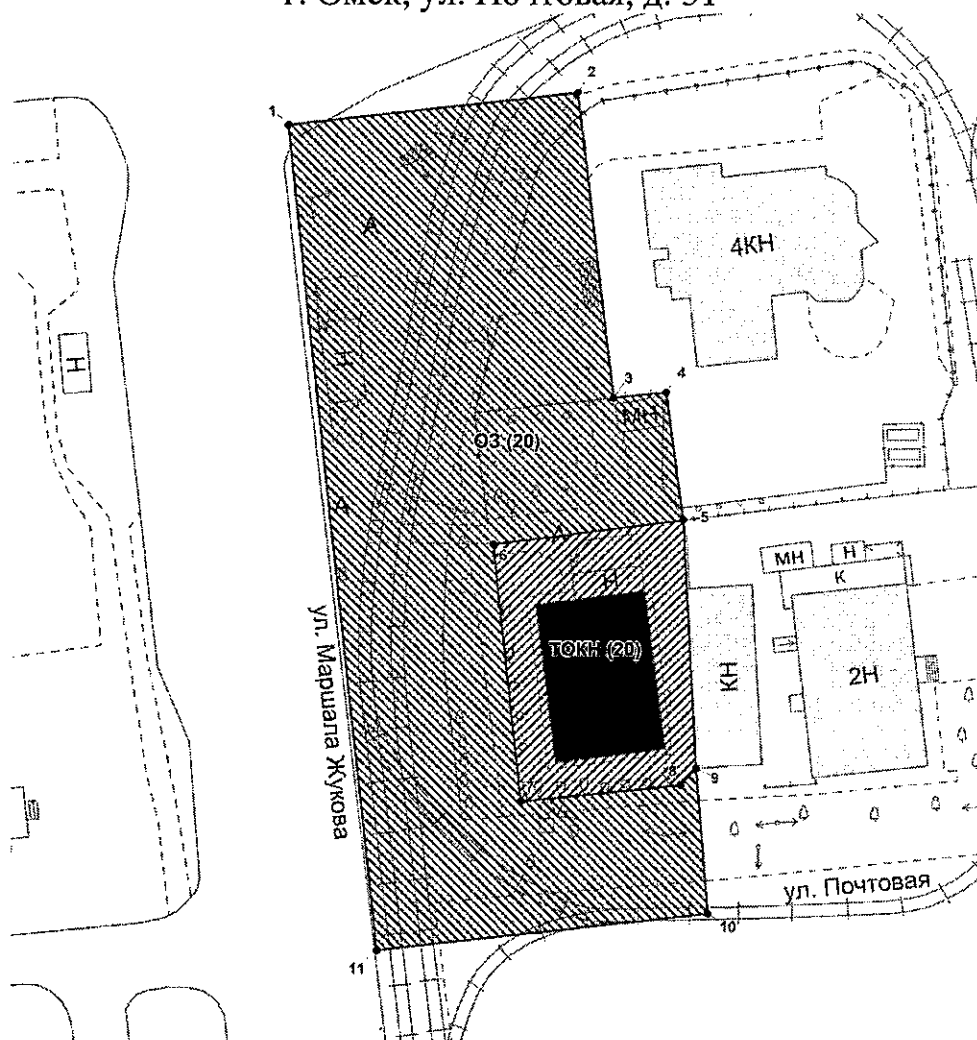 г. Омск, ул. Почтовая, д. 31
2
1
А
4КН
Н
3
4
МН
ОЗ (20)
А
5
А
6
Н
МН
Н
К
ТОКН (20)
КН
2Н
ул. Маршала Жукова
8
9
ул. Почтовая
10
11